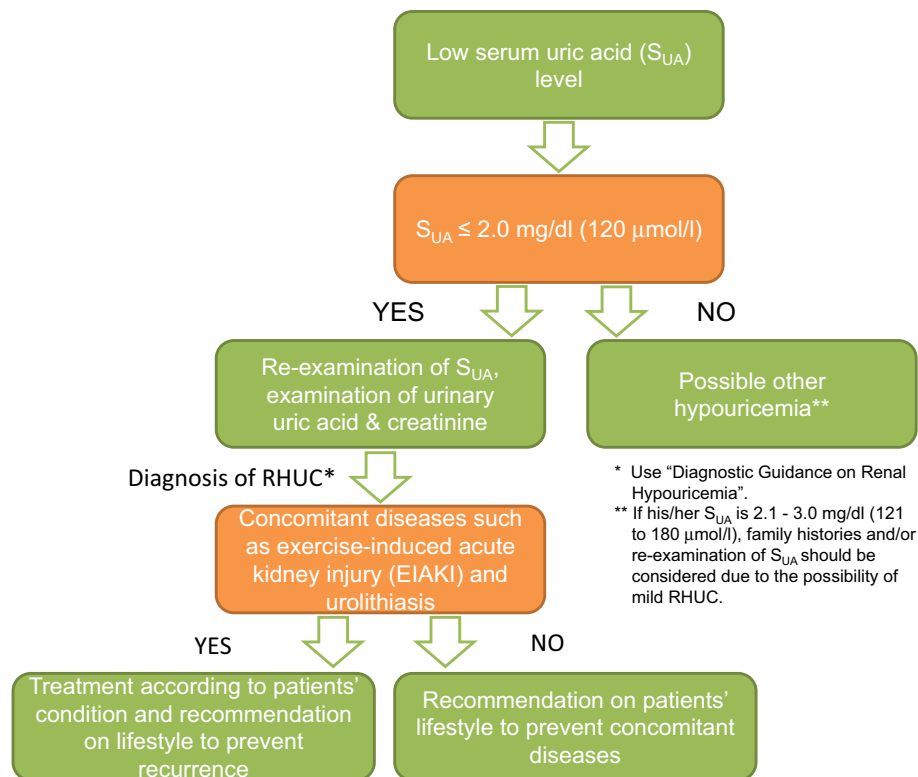 Low serum uric acid (SUA)
level
SUA ≤ 2.0 mg/dl (120 μmol/l)
YES
NO
Re-examination of SUA,
examination of urinary
uric acid & creatinine
Possible other
hypouricemia**
Diagnosis of RHUC*
* Use “Diagnostic Guidance on Renal
Hypouricemia”.
** If his/her SUA is 2.1 - 3.0 mg/dl (121
to 180 μmol/l), family histories and/or
re-examination of SUA should be
considered due to the possibility of
mild RHUC.
Concomitant diseases such
as exercise-induced acute
kidney injury (EIAKI) and
urolithiasis
YES
NO
Treatment according to patients’
condition and recommendation
on lifestyle to prevent
recurrence
Recommendation on patients’
lifestyle to prevent concomitant
diseases